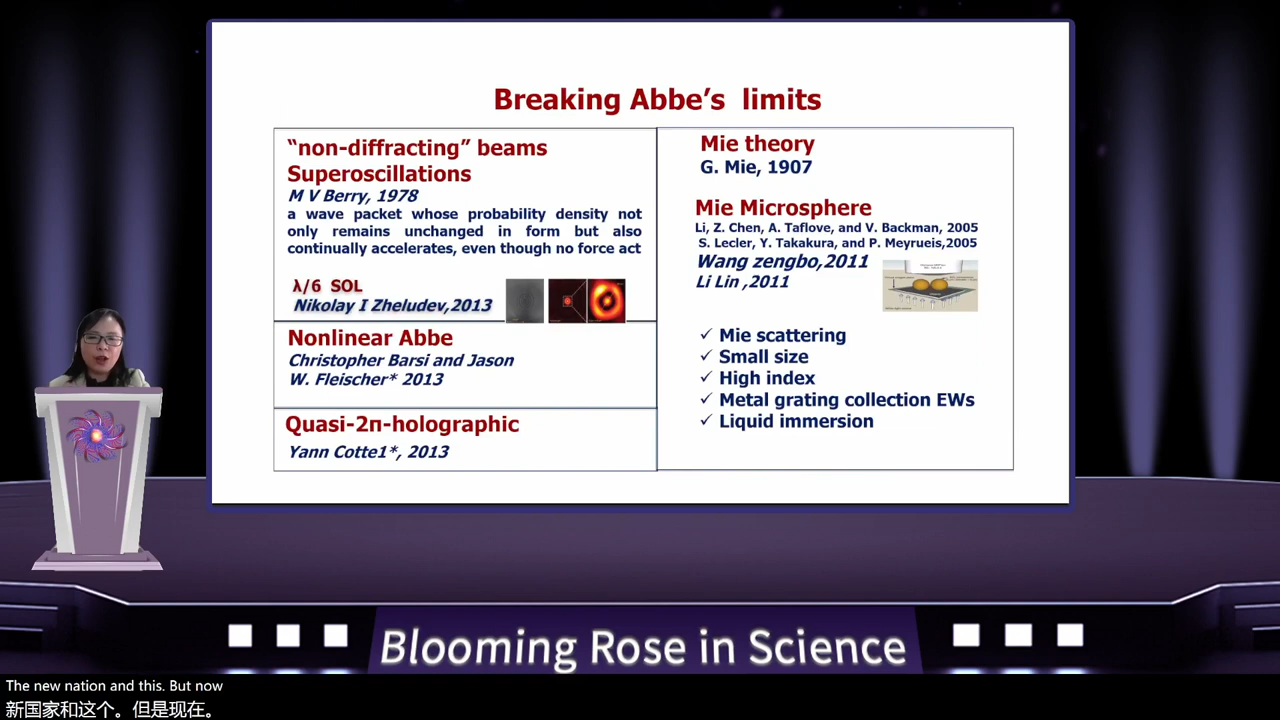 Breaking Abbe's limits
“non-diffracting” beams
Superoscillations
M V Berry, 1978
a wave packet whose probability density not
only remains unchanged in form but also
continually accelerates, even though no force act
λ/6 SOL
Nikolay I Zheludev,2013
Nonlinear Abbe
Christopher Barsi and Jason
W. Fleischer* 2013
Quasi-2π-holographic
Yann Cotte1*, 2013
Mie theory
G. Mie, 1907
Mie Microsphere
Li, Z. Chen, A. Taflove, and V. Backman, 2005
S. Lecler, Y. Takakura, and P. Meyrueis,2005
Wang zengbo,2011
Li Lin ,2011
✓ Mie scattering
✓ Small size
✓ High index
✓ Metal grating collection EWs
✓ Liquid immersion
Blooming Rose in Science
The new nation and this. But now
新国家和这个。但是现在。